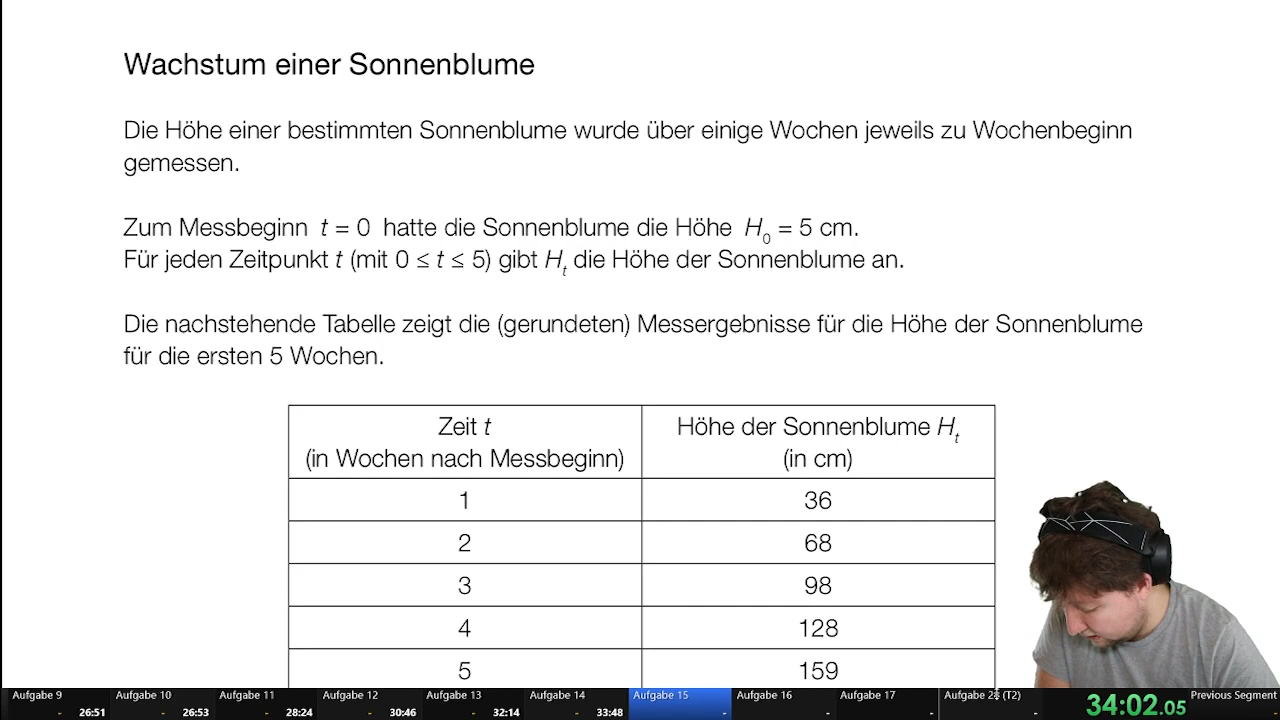 Wachstum einer Sonnenblume
Die Höhe einer bestimmten Sonnenblume wurde über einige Wochen jeweils zu Wochenbeginn
gemessen.
Zum Messbeginn t = 0 hatte die Sonnenblume die Höhe H0 = 5 cm.
Für jeden Zeitpunkt t (mit 0 ≤ t ≤ 5) gibt Ht die Höhe der Sonnenblume an.
Die nachstehende Tabelle zeigt die (gerundeten) Messergebnisse für die Höhe der Sonnenblume
für die ersten 5 Wochen.
Zeit t
(in Wochen nach Messbeginn)
Höhe der Sonnenblume Ht
(in cm)
1 36
2 68
3 98
4 128
5 159
Aufgabe 9 Aufgabe 10 Aufgabe 11 Aufgabe 12 Aufgabe 13 Aufgabe 14 Aufgabe 15 Aufgabe 16 Aufgabe 17 Aufgabe (T2) Previous Segment
- 26:51 - 26:53 - 28:24 - 30:46 - 32:14 - 33:48 - - - - 34:02.05 -